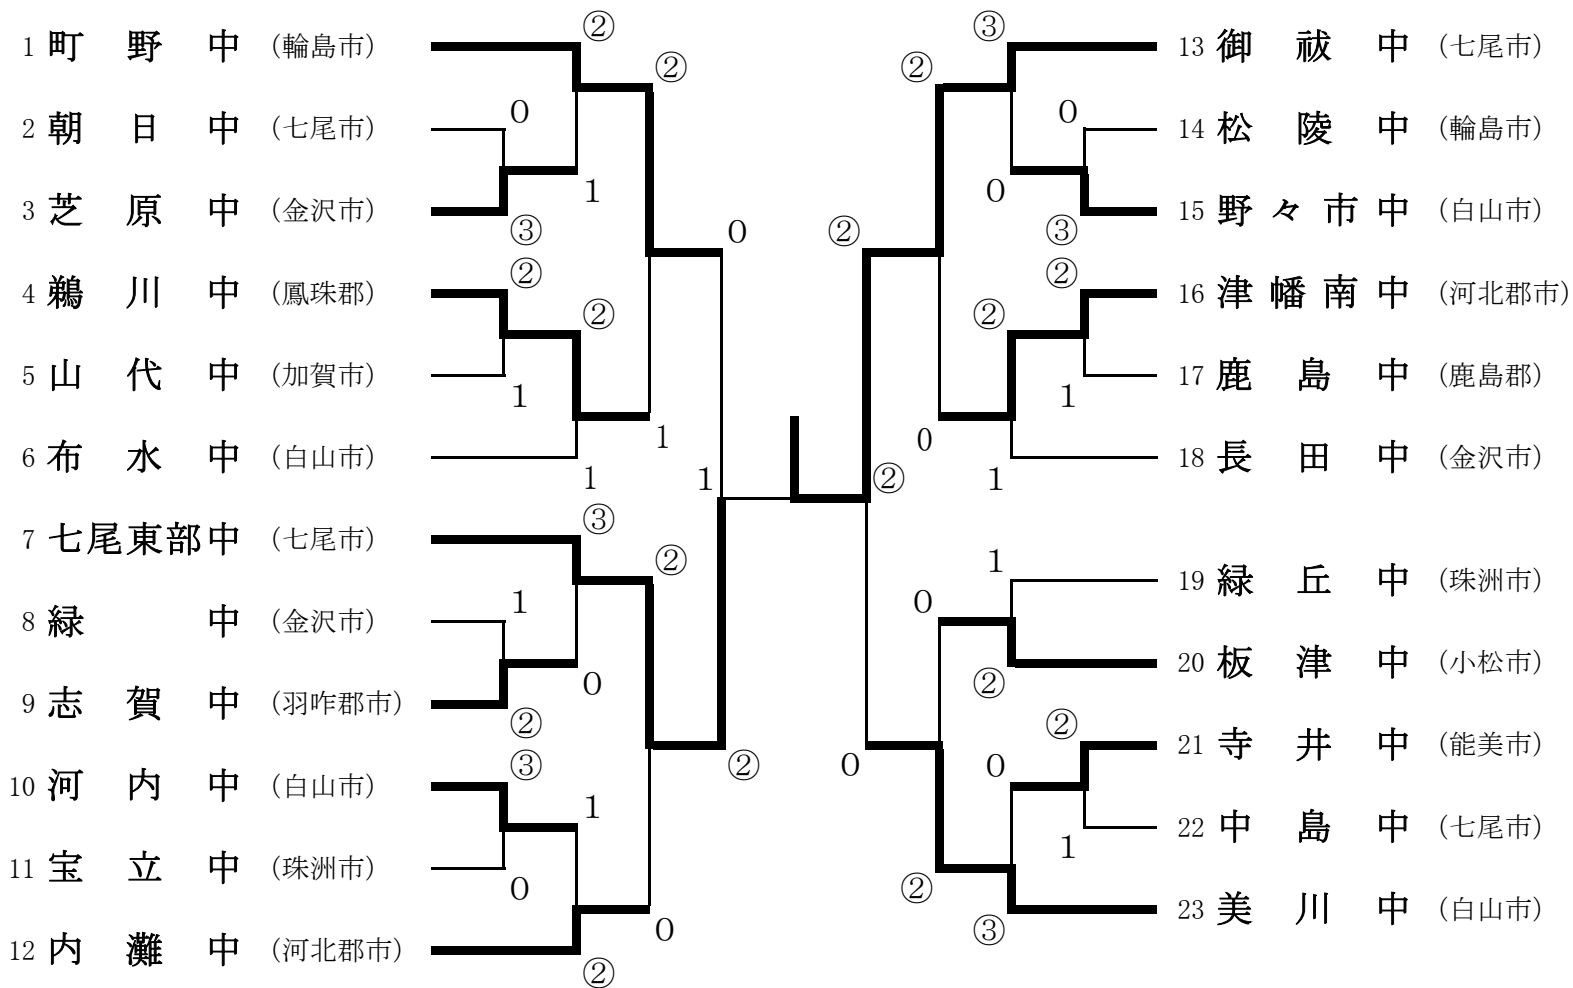 1 町野中 (輪島市)
2 朝日中 (七尾市)
3 芝原中 (金沢市)
4 鵜川中 (鳳珠郡)
5 山代中 (加賀市)
6 布水中 (白山市)
7 七尾東部中 (七尾市)
8 緑中 (金沢市)
9 志賀中 (羽咋郡市)
10 河内中 (白山市)
11 宝立中 (珠洲市)
12 内灘中 (河北郡市)
②
②
0
1
③
0
②
②
1
1
1
1
③
②
1
0
②
②
③
1
0
0
②
③
②
0
0
③
②
②
②
1
0
1
②
1
0
②
②
0
0
1
②
③
13 御祓中 (七尾市)
14 松陵中 (輪島市)
15 野々市中 (白山市)
16 津幡南中 (河北郡市)
17 鹿島中 (鹿島郡)
18 長田中 (金沢市)
19 緑丘中 (珠洲市)
20 板津中 (小松市)
21 寺井中 (能美市)
22 中島中 (七尾市)
23 美川中 (白山市)